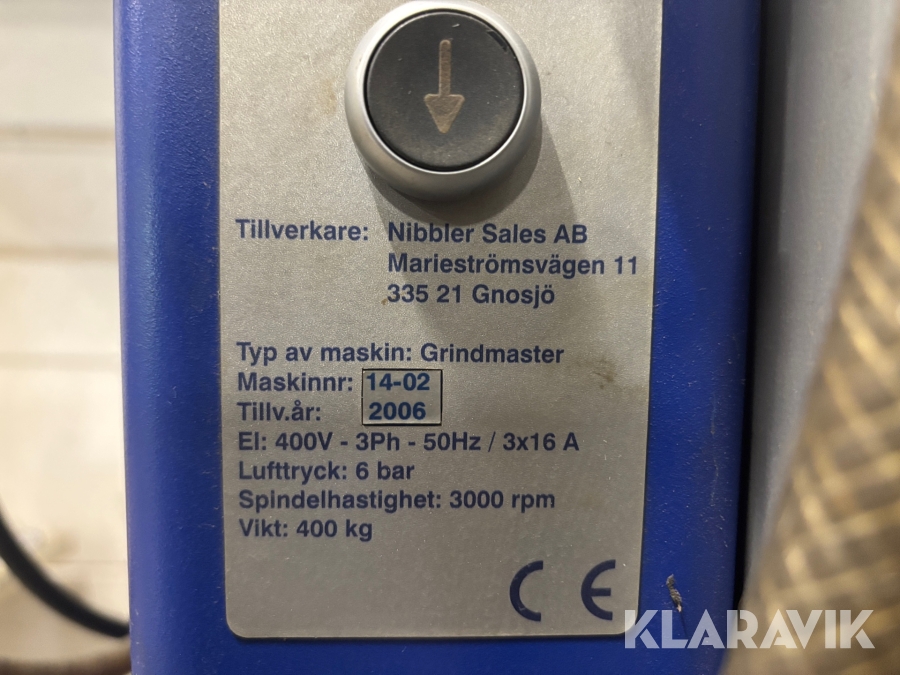 Tillverkare: Nibbler Sales AB
Marieströmsvägen 11
335 21 Gnosjö
Typ av maskin: Grindmaster
Maskinnr: 14-02
Tillv.år: 2006
El: 400V - 3Ph - 50Hz / 3x16 A
Lufttryck: 6 bar
Spindelhastighet: 3000 rpm
Vikt: 400 kg
CE
KLARAVIK